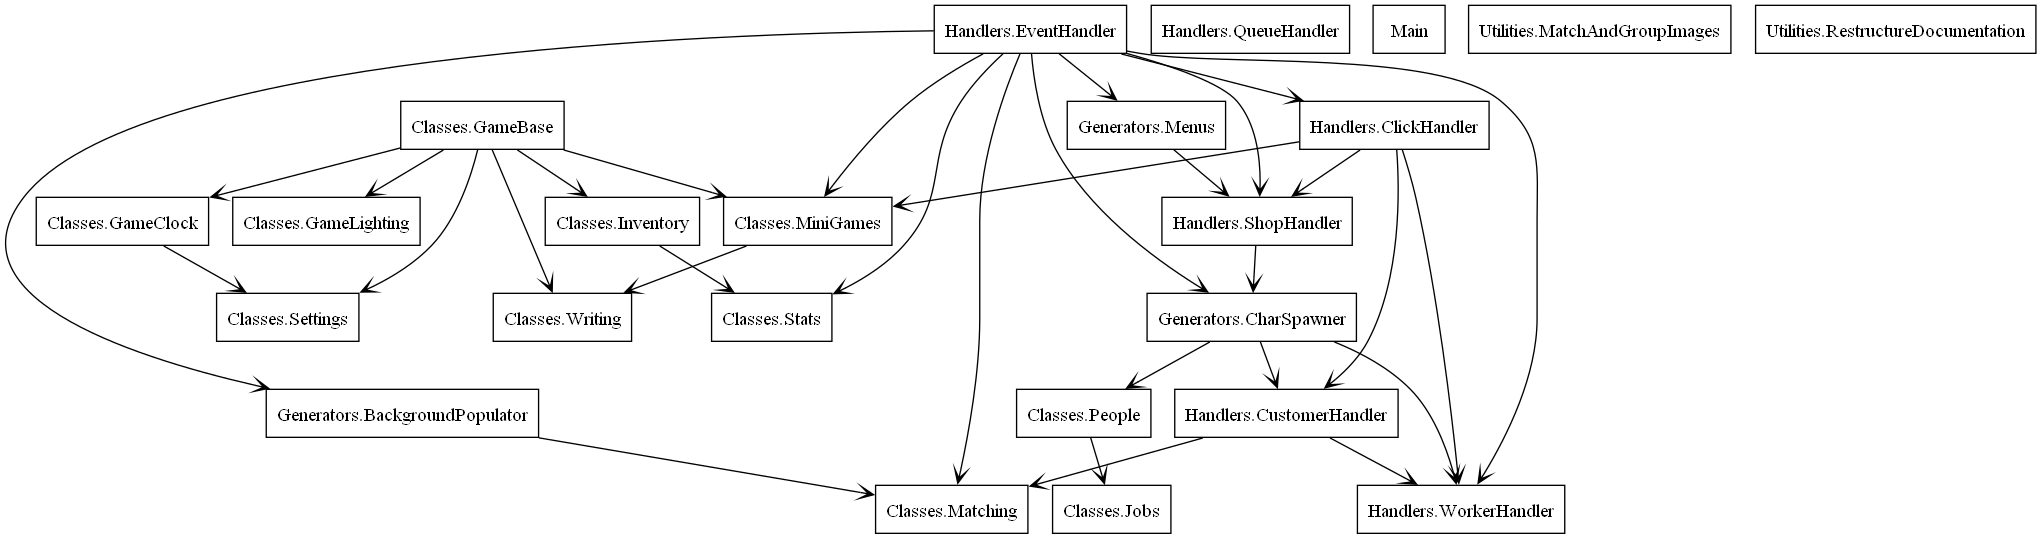 Handlers.EventHandler
Handlers.QueueHandler
Main
Utilities.MatchAndGroupImages
Utilities.RestructureDocumentation
Classes.GameBase
Generators.Menus
Handlers.ClickHandler
Classes.GameClock
Classes.GameLighting
Classes.Inventory
Classes.MiniGames
Handlers.ShopHandler
Classes.Settings
Classes.Writing
Classes.Stats
Generators.CharSpawner
Generators.BackgroundPopulator
Classes.People
Handlers.CustomerHandler
Classes.Matching
Classes.Jobs
Handlers.WorkerHandler